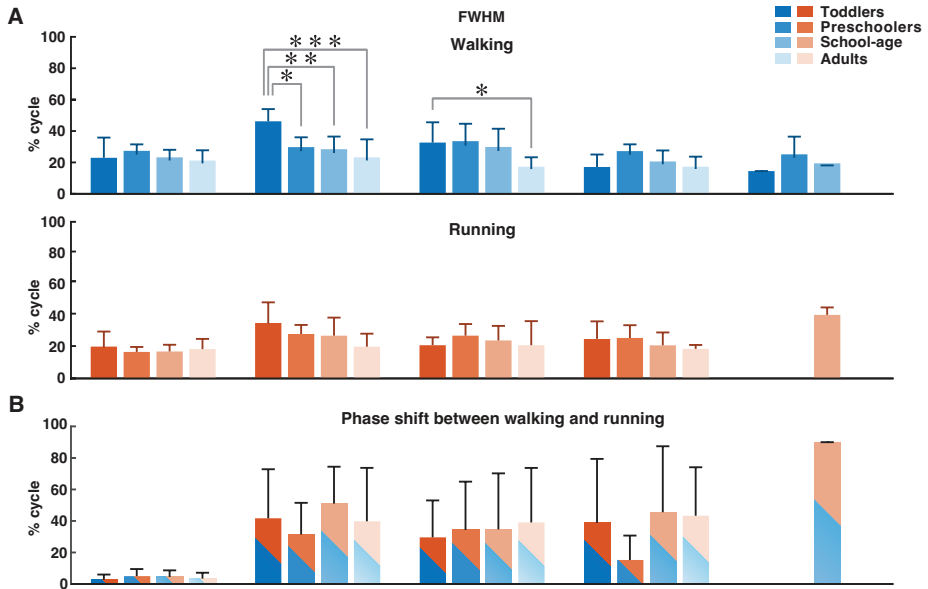 A
FWHM
Walking
Toddlers
Preschoolers
School-age
Adults
% cycle
100
80
60
40
20
0
* * *
* *
*
*
Running
% cycle
100
80
60
40
20
0
B
Phase shift between walking and running
% cycle
100
80
60
40
20
0